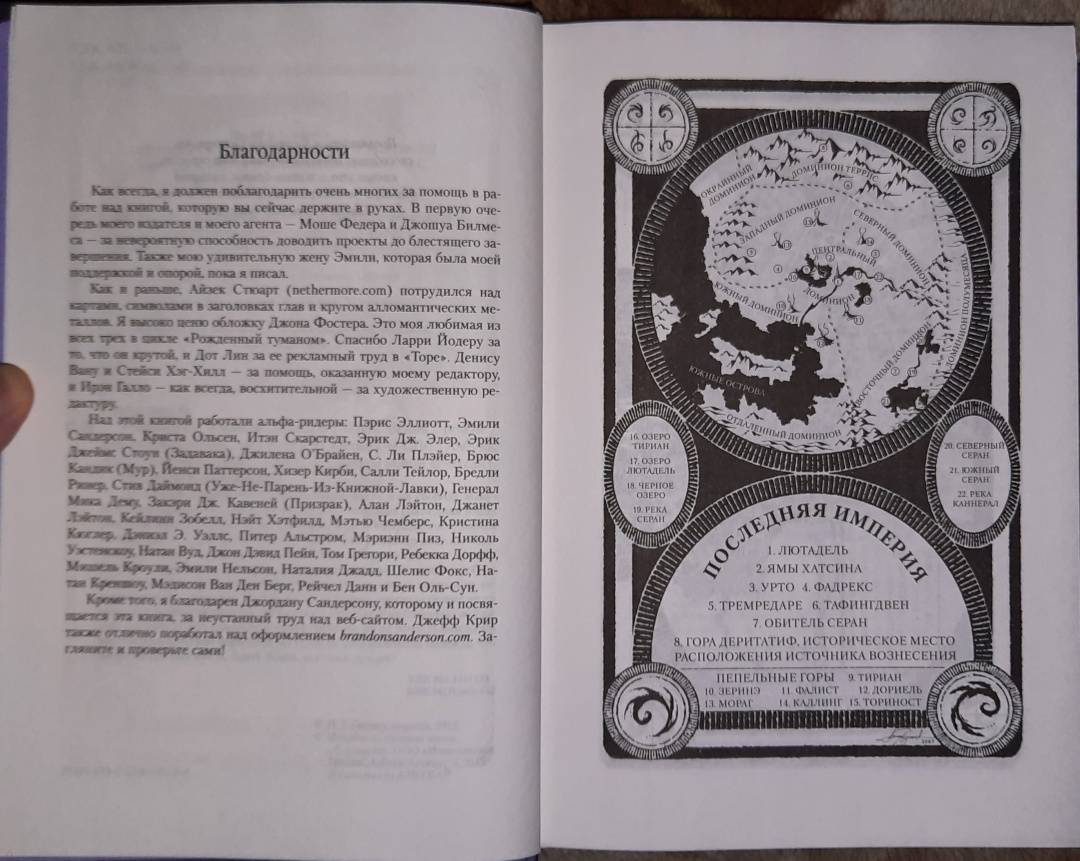 Благодарности
Как всегда, я должен поблагодарить очень многих за помощь в ра-
боте над книгой, которую вы сейчас держите в руках. В первую оче-
редь моего издателя и моего агента — Моше Федера и Джошуа Билме-
са — за невероятную способность доводить проекты до блестящего за-
вершения. Также мою удивительную жену Эмили, которая была моей
поддержкой и опорой, пока я писал.
Как и раньше, Айзек Стюарт (nethermore.com) потрудился над
картами, символами в заголовках глав и кругом алломантических ме-
таллов. Я высоко ценю обложку Джона Фостера. Это моя любимая из
всех трех в цикле «Рожденный туманом». Спасибо Ларри Йодеру за
то, что он крутой, и Дот Лин за ее рекламный труд в «Торе». Денису
Вану и Стейси Хэг-Хилл — за помощь, оказанную моему редактору,
и Ирэн Галло — как всегда, восхитительной — за художественную ре-
дактуру.
Над этой книгой работали альфа-ридеры: Пэрис Эллиотт, Эмили
Сандерсон, Криста Ольсен, Итэн Скарстедт, Эрик Дж. Элер, Эрик
Джеймс Стоун (Задавака), Джилена О'Брайен, С. Ли Плэйер, Брюс
Кандик (Мур), Йенси Паттерсон, Хизер Кирби, Салли Тейлор, Бредли
Стив Даймонд (Уже-Не-Парень-Из-Книжной-Лавки), Генерал
Мика Дему, Закэри Дж. Кавеней (Призрак), Алан Лэйтон, Джанет
Лэйтон, Кейлинн Зобелл, Нэйт Хэтфилд, Мэтью Чемберс, Кристина
Кюглер, Дэниэл Э. Уэллс, Питер Альстром, Мэриэнн Пиз, Николь
Уэстенскоу, Натан Вуд, Джон Дэвид Пейн, Том Грегори, Ребекка Дорфф,
Мишель Кроули, Эмили Нельсон, Наталия Джадд, Шелис Фокс, На-
тан Креншоу, Мэдисон Ван Ден Берг, Рейчел Данн и Бен Оль-Сун.
Кроме того, я благодарен Джордану Сандерсону, которому и посвя-
щается эта книга, за неустанный труд над веб-сайтом. Джефф Крир
также отлично поработал над оформлением brandonsanderson.com. За-
гляните и проверьте сами!
ОКРАИННЫЙ
ДОМИНИОН
ДОМИНИОН ТЕРРИС
ЗАПАДНЫЙ ДОМИНИОН
СЕВЕРНЫЙ ДОМИНИОН
ЦЕНТРАЛЬНЫЙ
ДОМИНИОН
ЮЖНЫЙ ДОМИНИОН
ВОСТОЧНЫЙ ДОМИНИОН
ДОМИНИОН ПОЛУМЕСЯЦА
ЮЖНЫЕ ОСТРОВА
ОТДАЛЕННЫЙ ДОМИНИОН
16. ОЗЕРО
ТИРИАН
17. ОЗЕРО
ЛЮТАДЕЛЬ
18. ЧЕРНОЕ
ОЗЕРО
19. РЕКА
СЕРАН
20. СЕВЕРНЫЙ
СЕРАН
21. ЮЖНЫЙ
СЕРАН
22. РЕКА
КАННЕРАЛ
ПОСЛЕДНЯЯ ИМПЕРИЯ
1. ЛЮТАДЕЛЬ
2. ЯМЫ ХАТСИНА
3. УРТО 4. ФАДРЕКС
5. ТРЕМРЕДАРЕ 6. ТАФИНГДВЕН
7. ОБИТЕЛЬ СЕРАН
8. ГОРА ДЕРИТАТИФ, ИСТОРИЧЕСКОЕ МЕСТО
РАСПОЛОЖЕНИЯ ИСТОЧНИКА ВОЗНЕСЕНИЯ
ПЕПЕЛЬНЫЕ ГОРЫ 9. ТИРИАН
10. ЗЕРИНЭ 11. ФАЛИСТ 12. ДОРИЕЛЬ
13. МОРАГ 14. КАЛЛИНГ 15. ТОРИНОСТ